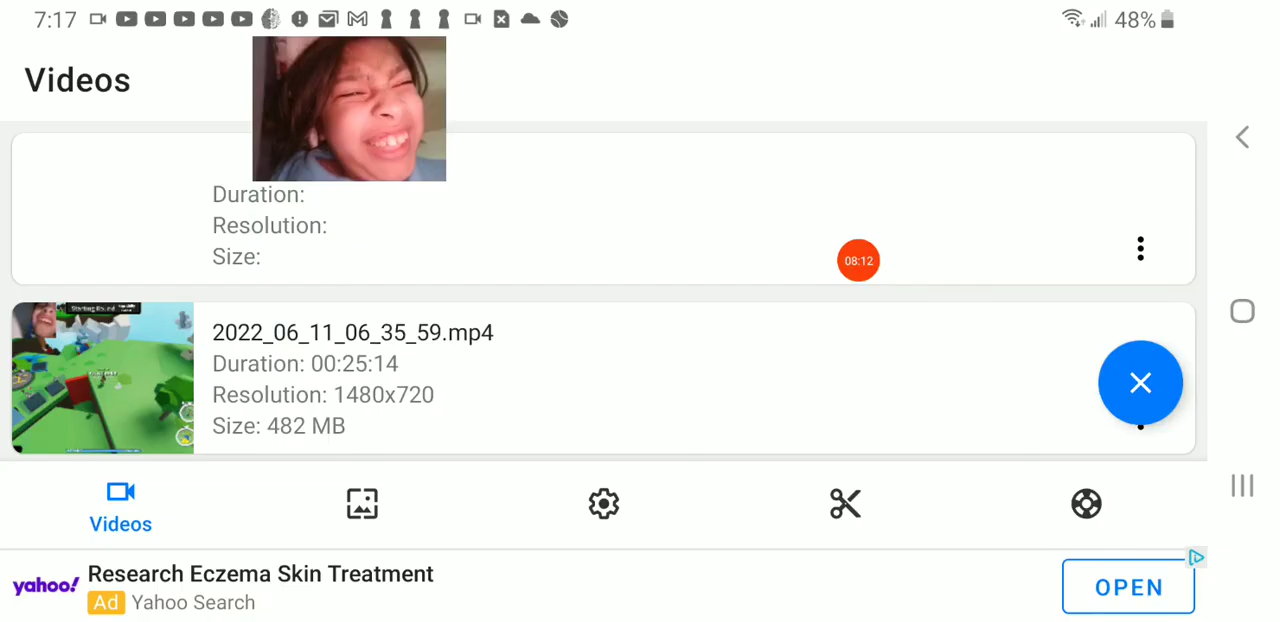 7:17
48%
Videos
Duration:
Resolution:
Size:
08:12
2022_06_11_06_35_59.mp4
Duration: 00:25:14
Resolution: 1480x720
Size: 482 MB
Videos
yahoo!
Research Eczema Skin Treatment
Ad Yahoo Search
OPEN